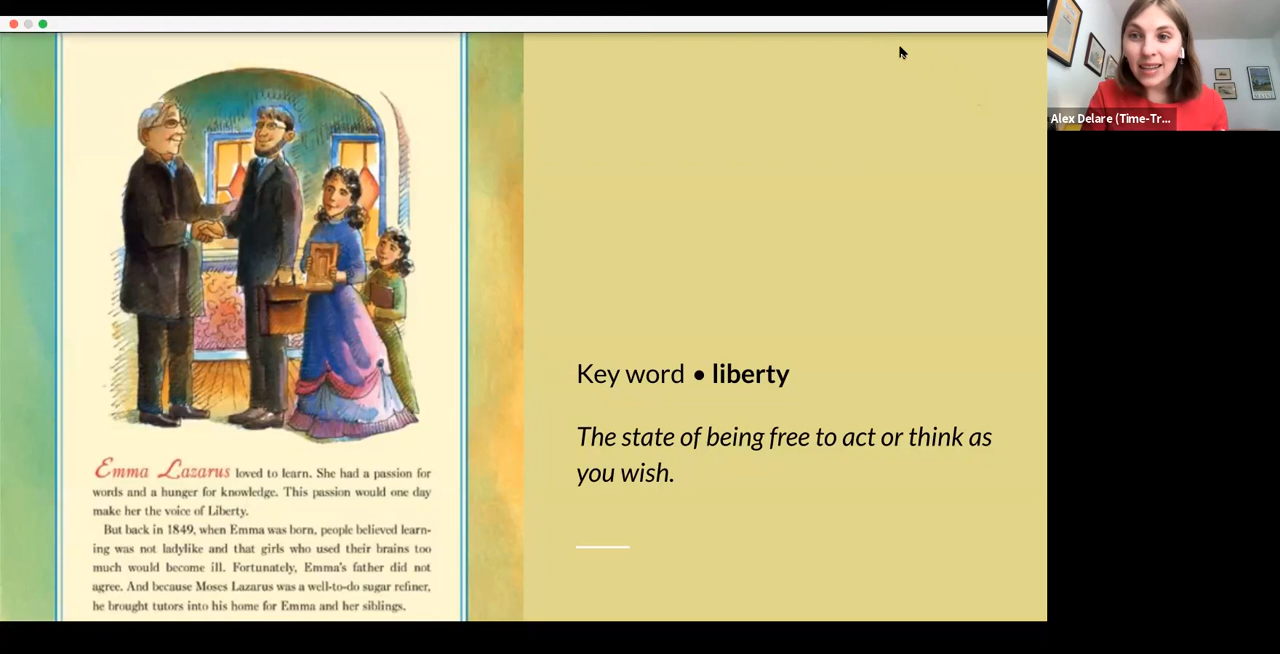 Emma Lazarus loved to learn. She had a passion for
words and a hunger for knowledge. This passion would one day
make her the voice of Liberty.
But back in 1849, when Emma was born, people believed learn-
ing was not ladylike and that girls who used their brains too
much would become ill. Fortunately, Emma's father did not
agree. And because Moses Lazarus was a well-to-do sugar refiner,
he brought tutors into his home for Emma and her siblings.
Key word • liberty
The state of being free to act or think as
you wish.
Alex Delare (Time-Tr...